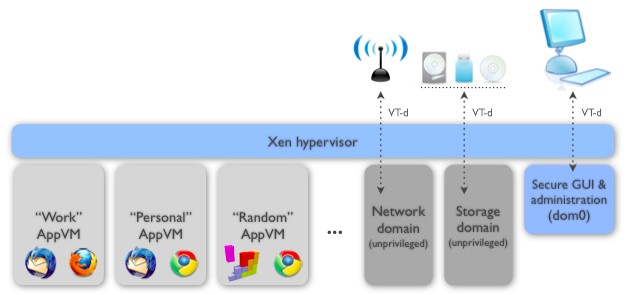 VT-d
VT-d
VT-d
Xen hypervisor
“Work”
AppVM
“Personal”
AppVM
“Random”
AppVM
...
Network
domain
(unprivileged)
Storage
domain
(unprivileged)
Secure GUI &
administration
(dom0)